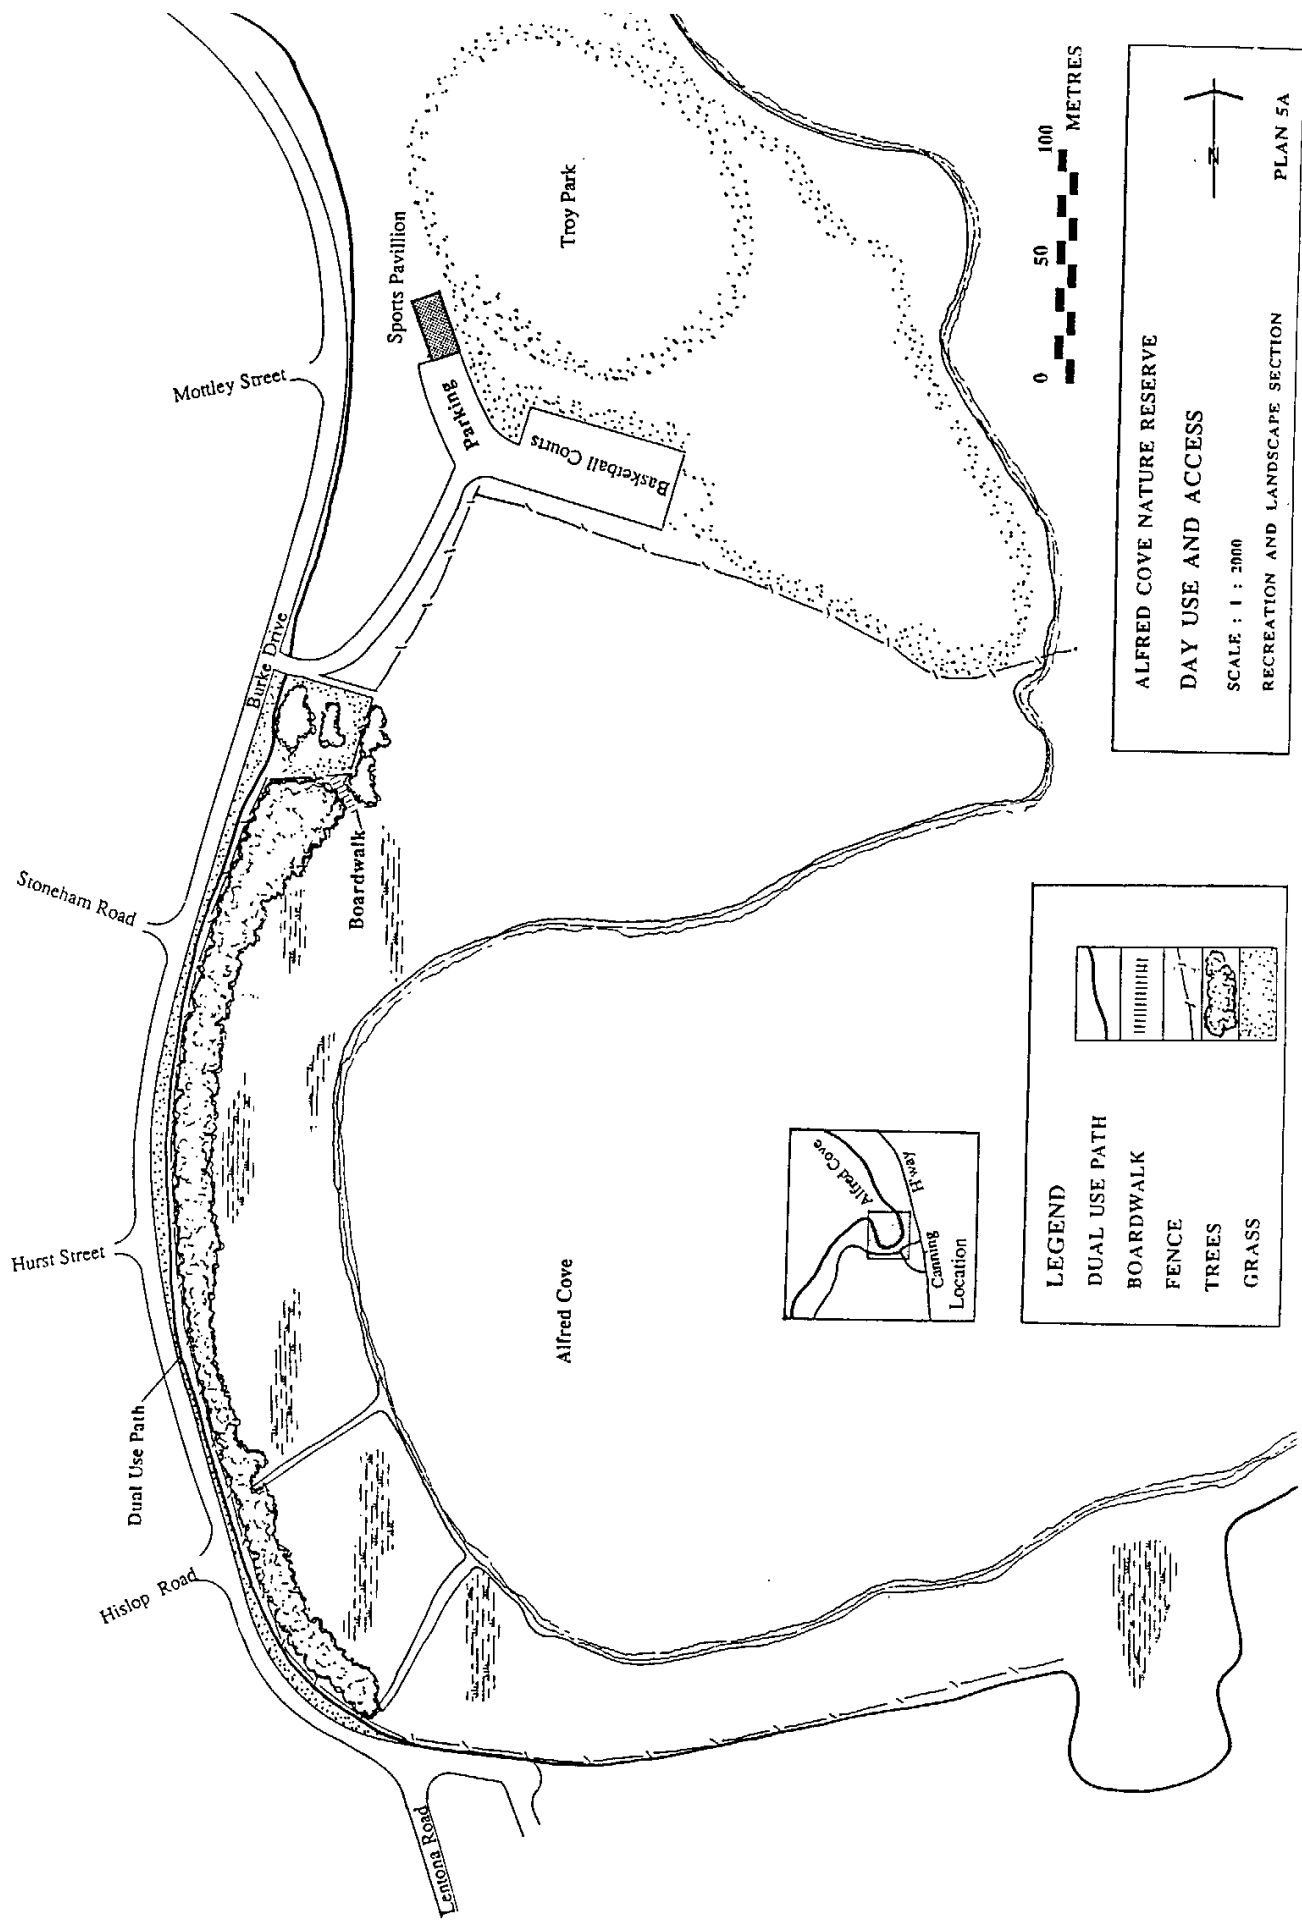 Mottley Street
Stoneham Road
Hurst Street
Hislop Road
Lentona Road
Burke Drive
Dual Use Path
Boardwalk
Sports Pavillion
Parking
Basketball Courts
Troy Park
Alfred Cove
Alfred Cove
Canning
H'way
Location
0 50 100
METRES
LEGEND
DUAL USE PATH
BOARDWALK
FENCE
TREES
GRASS
ALFRED COVE NATURE RESERVE
DAY USE AND ACCESS
SCALE : 1 : 2000
RECREATION AND LANDSCAPE SECTION
PLAN 5A
N